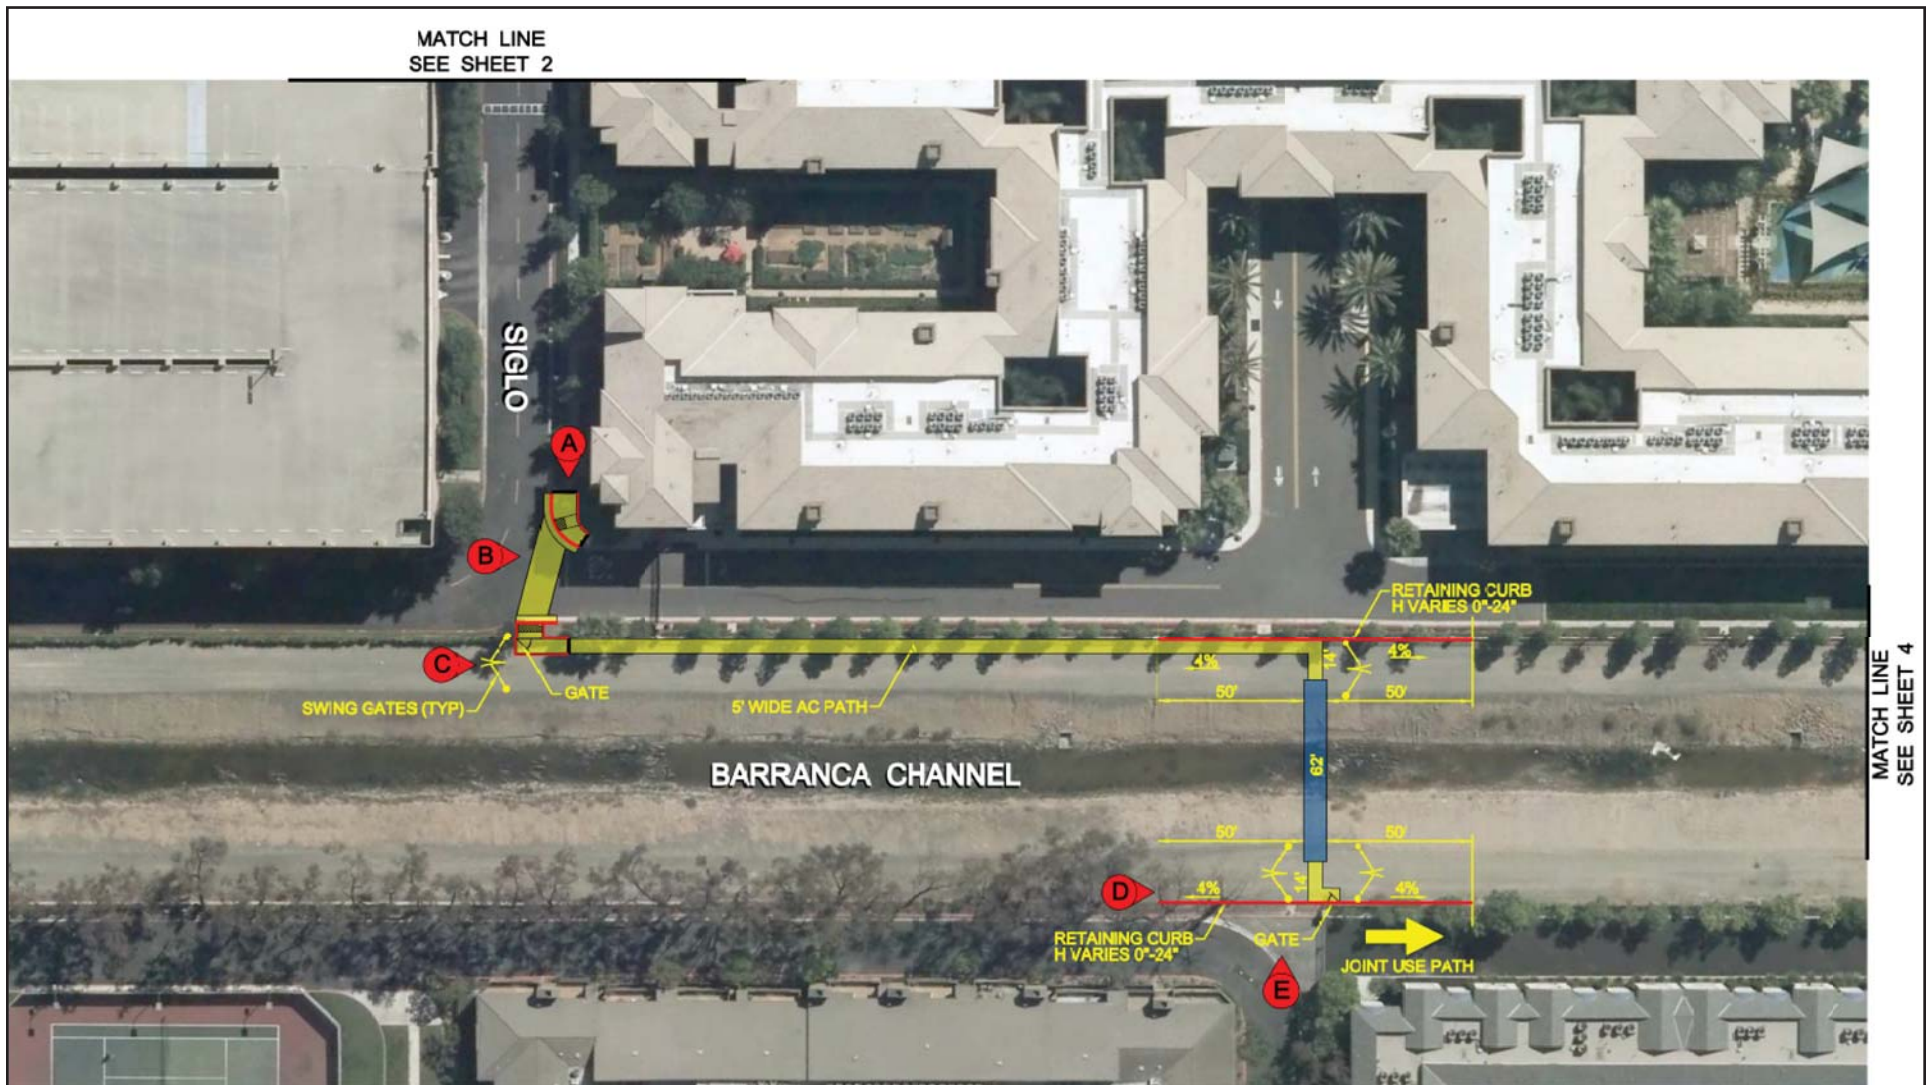 MATCH LINE
SEE SHEET 2
SIGLO
A
B
C
RETAINING CURB
H VARIES 0"-24"
4%
14'
4%
GATE
SWING GATES (TYP)
5' WIDE AC PATH
50'
50'
MATCH LINE
SEE SHEET 4
BARRANCA CHANNEL
62'
50'
50'
D
4%
14'
4%
RETAINING CURB
H VARIES 0"-24"
GATE
JOINT USE PATH
E